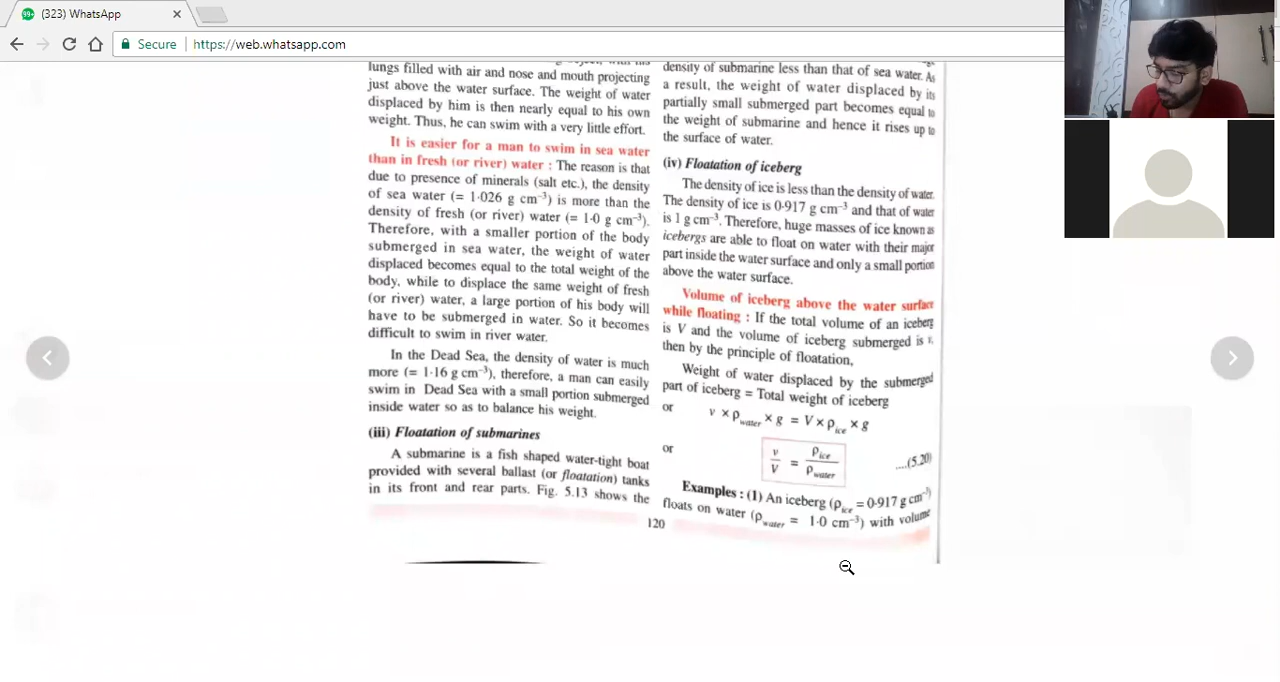 (323) WhatsApp
Secure
https://web.whatsapp.com
lungs filled with air and nose and mouth projecting
just above the water surface. The weight of water
displaced by him is then nearly equal to his own
weight. Thus, he can swim with a very little effort.
It is easier for a man to swim in sea water
than in fresh (or river) water : The reason is that
due to presence of minerals (salt etc.), the density
of sea water (= 1·026 g cm⁻³) is more than the
density of fresh (or river) water (= 1·0 g cm⁻³).
Therefore, with a smaller portion of the body
submerged in sea water, the weight of water
displaced becomes equal to the total weight of the
body, while to displace the same weight of fresh
(or river) water, a large portion of his body will
have to be submerged in water. So it becomes
difficult to swim in river water.
In the Dead Sea, the density of water is much
more (= 1·16 g cm⁻³), therefore, a man can easily
swim in Dead Sea with a small portion submerged
inside water so as to balance his weight.
(iii) Floatation of submarines
A submarine is a fish shaped water-tight boat
provided with several ballast (or floatation) tanks
in its front and rear parts. Fig. 5.13 shows the
density of submarine less than that of sea water. As
a result, the weight of water displaced by its
partially small submerged part becomes equal to
the weight of submarine and hence it rises up to
the surface of water.
(iv) Floatation of iceberg
The density of ice is less than the density of water.
The density of ice is 0·917 g cm⁻³ and that of water
is 1 g cm⁻³. Therefore, huge masses of ice known as
icebergs are able to float on water with their major
part inside the water surface and only a small portion
above the water surface.
Volume of iceberg above the water surface
while floating : If the total volume of an iceberg
is V and the volume of iceberg submerged is v,
then by the principle of floatation,
Weight of water displaced by the submerged
part of iceberg = Total weight of iceberg
or v × ρwater × g = V × ρice × g
or v/V = ρice/ρwater ....(5.20)
Examples : (1) An iceberg (ρice = 0·917 g cm⁻³)
floats on water (ρwater = 1·0 cm⁻³) with volume
120